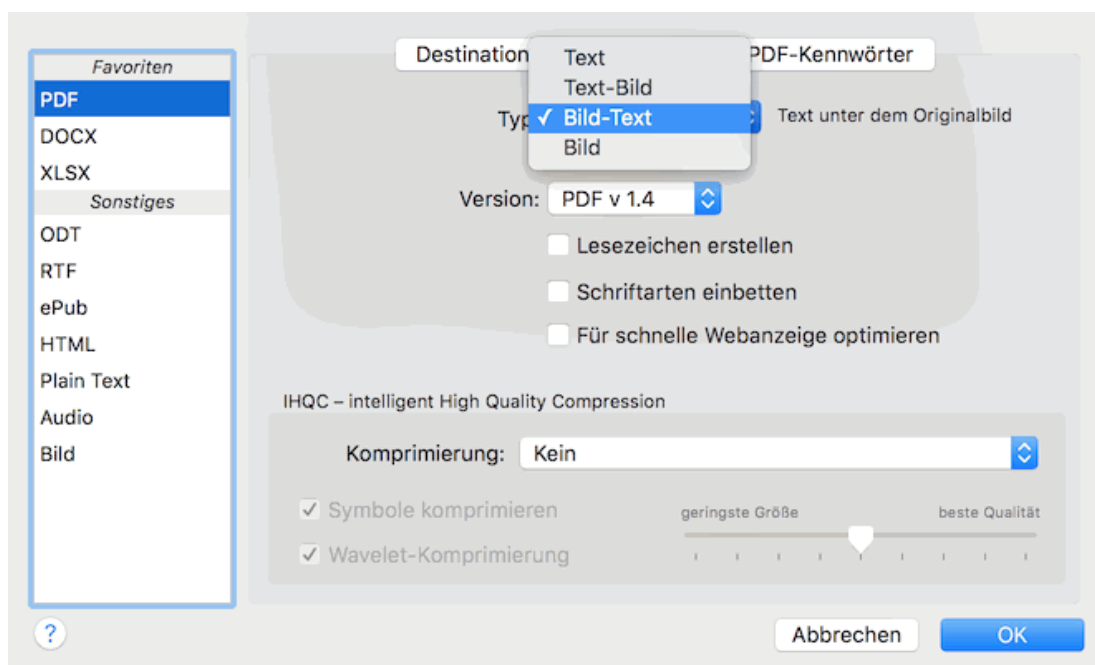 Favoriten
PDF
DOCX
XLSX
Sonstiges
ODT
RTF
ePub
HTML
Plain Text
Audio
Bild
Destination
PDF-Kennwörter
Text
Text-Bild
Typ ✓ Bild-Text Text unter dem Originalbild
Bild
Version: PDF v 1.4
Lesezeichen erstellen
Schriftarten einbetten
Für schnelle Webanzeige optimieren
IHQC – intelligent High Quality Compression
Komprimierung: Kein
Symbole komprimieren
geringste Größe beste Qualität
Wavelet-Komprimierung
? Abbrechen OK